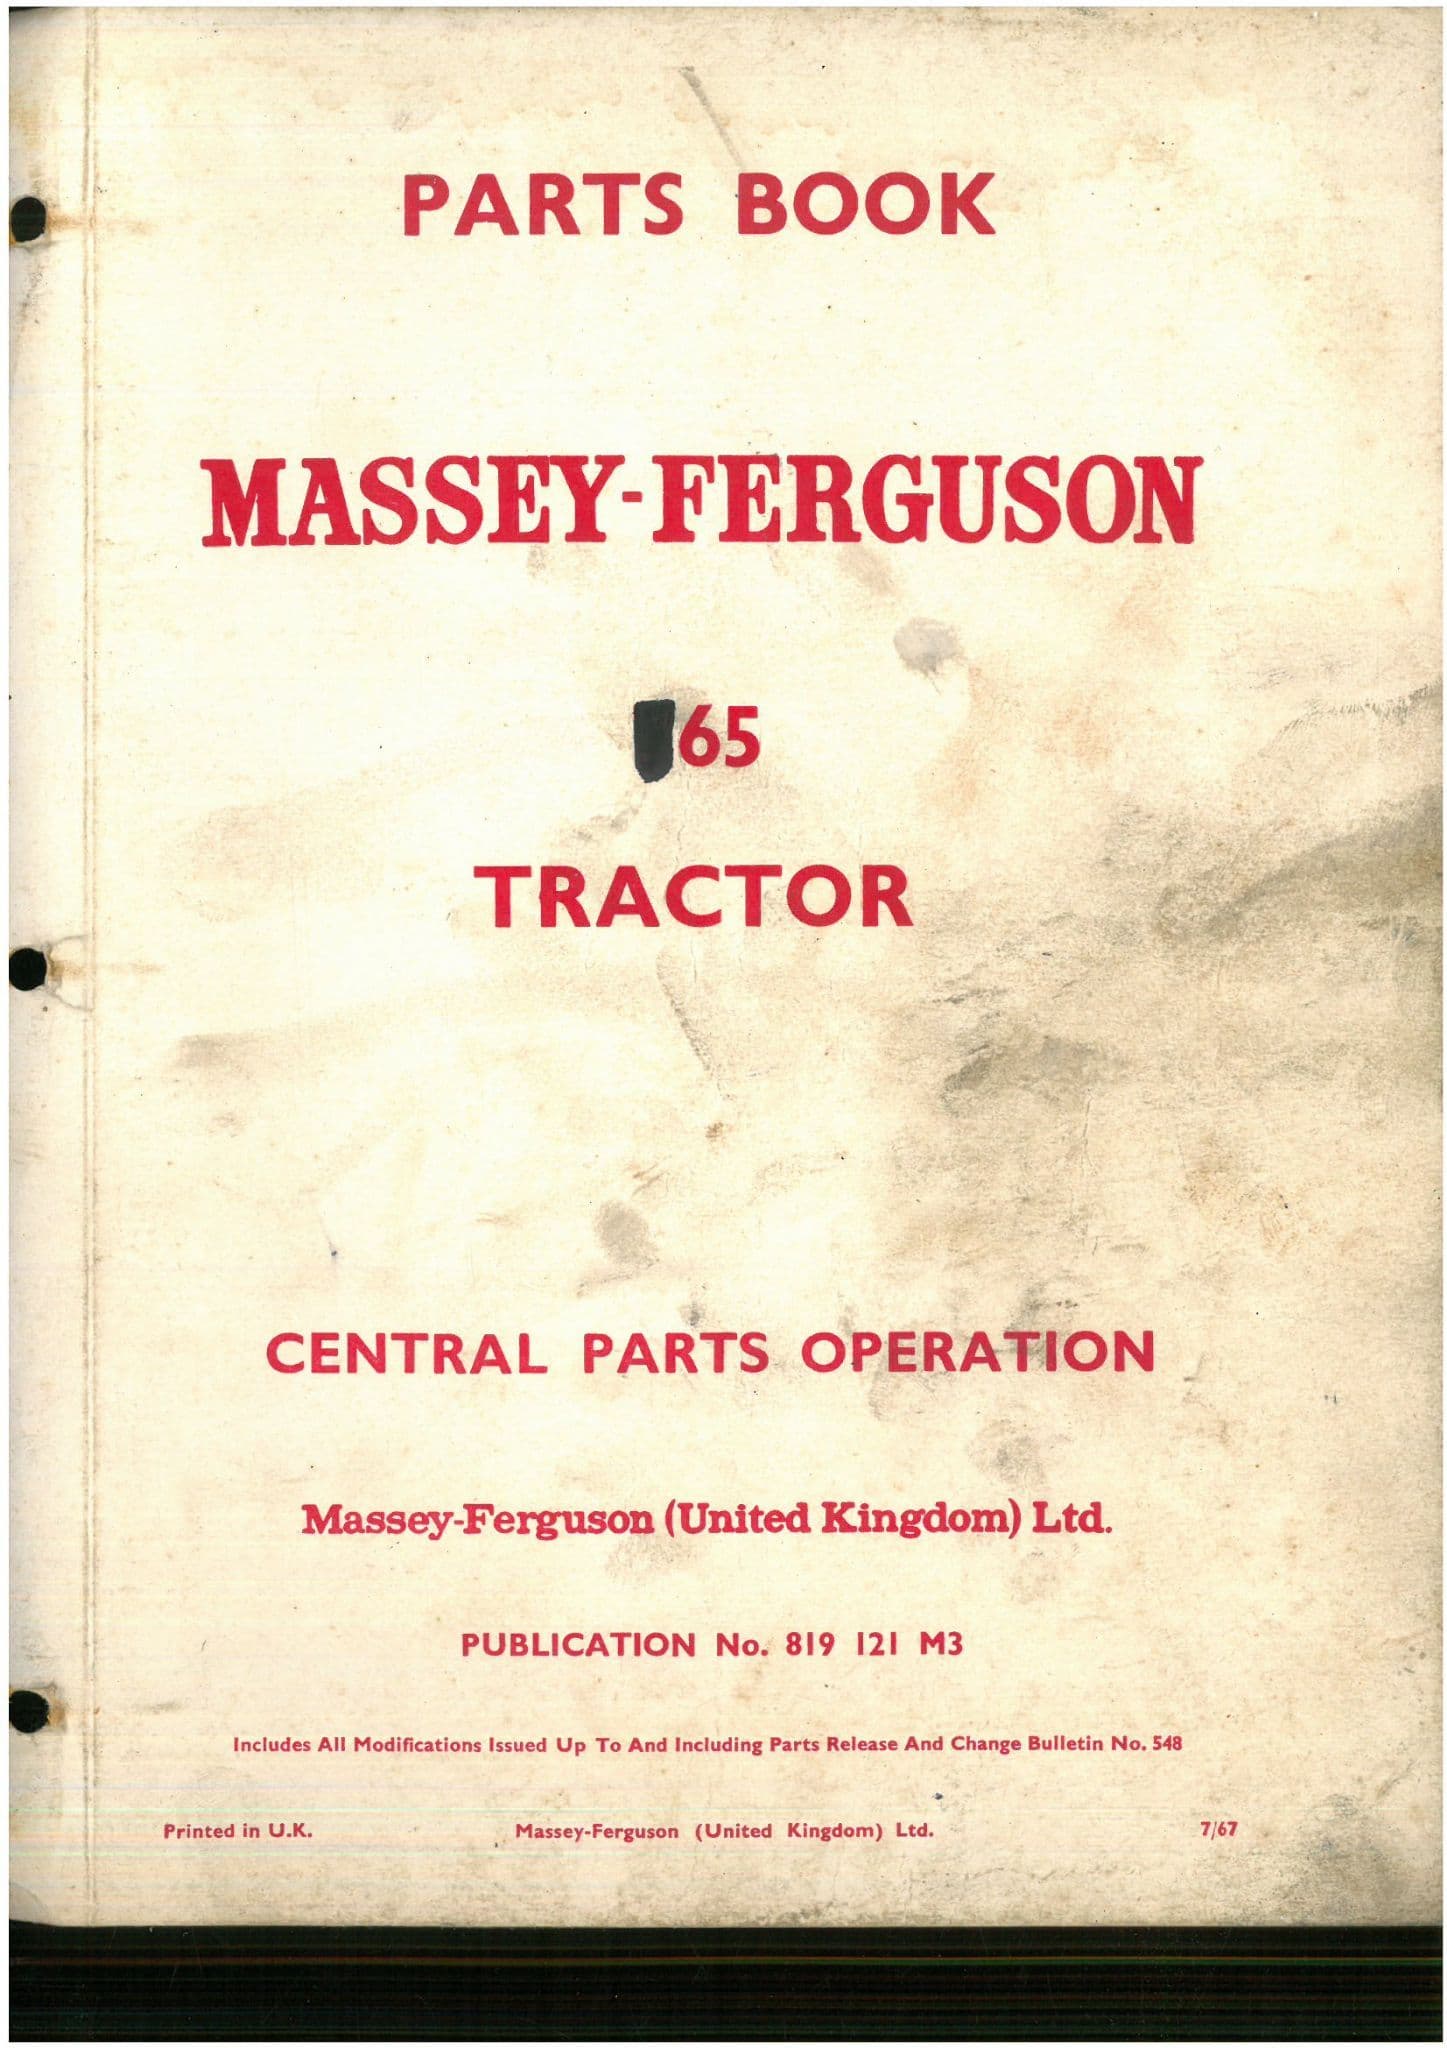 PARTS BOOK
MASSEY-FERGUSON
65
TRACTOR
CENTRAL PARTS OPERATION
Massey-Ferguson (United Kingdom) Ltd.
PUBLICATION No. 819 121 M3
Includes All Modifications Issued Up To And Including Parts Release And Change Bulletin No. 548
Printed in U.K. Massey-Ferguson (United Kingdom) Ltd. 7/67